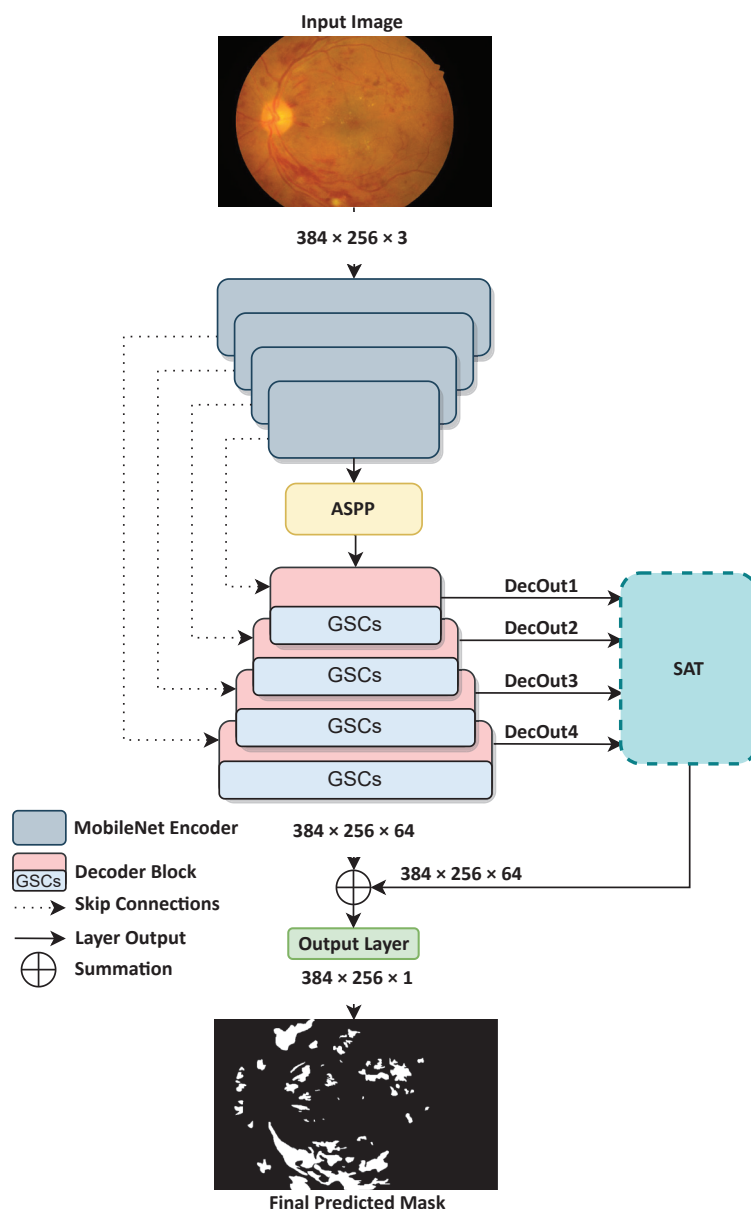 Input Image
384 × 256 × 3
ASPP
DecOut1
GSCs
DecOut2
GSCs
SAT
DecOut3
GSCs
DecOut4
GSCs
MobileNet Encoder
384 × 256 × 64
Decoder Block
GSCs
384 × 256 × 64
Skip Connections
Layer Output
Output Layer
Summation
384 × 256 × 1
Final Predicted Mask